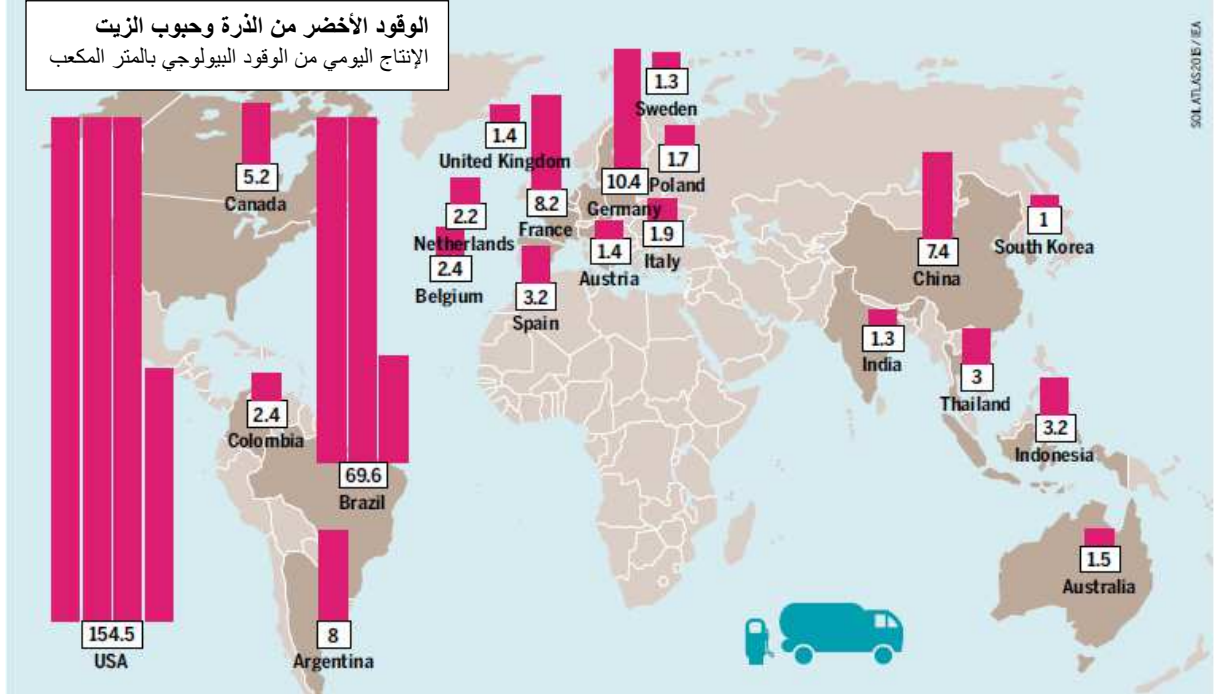 الوقود الأخضر من الذرة وحبوب الزيت
الإنتاج اليومي من الوقود البيولوجي بالمتر المكعب
SOIL ATLAS 2015 / IEA
1.3
Sweden
1.4
United Kingdom
5.2
Canada
10.4
Germany
1.7
Poland
8.2
France
2.2
Netherlands
1.9
Italy
1.4
Austria
2.4
Belgium
3.2
Spain
7.4
China
1
South Korea
1.3
India
3
Thailand
3.2
Indonesia
2.4
Colombia
69.6
Brazil
1.5
Australia
154.5
USA
8
Argentina